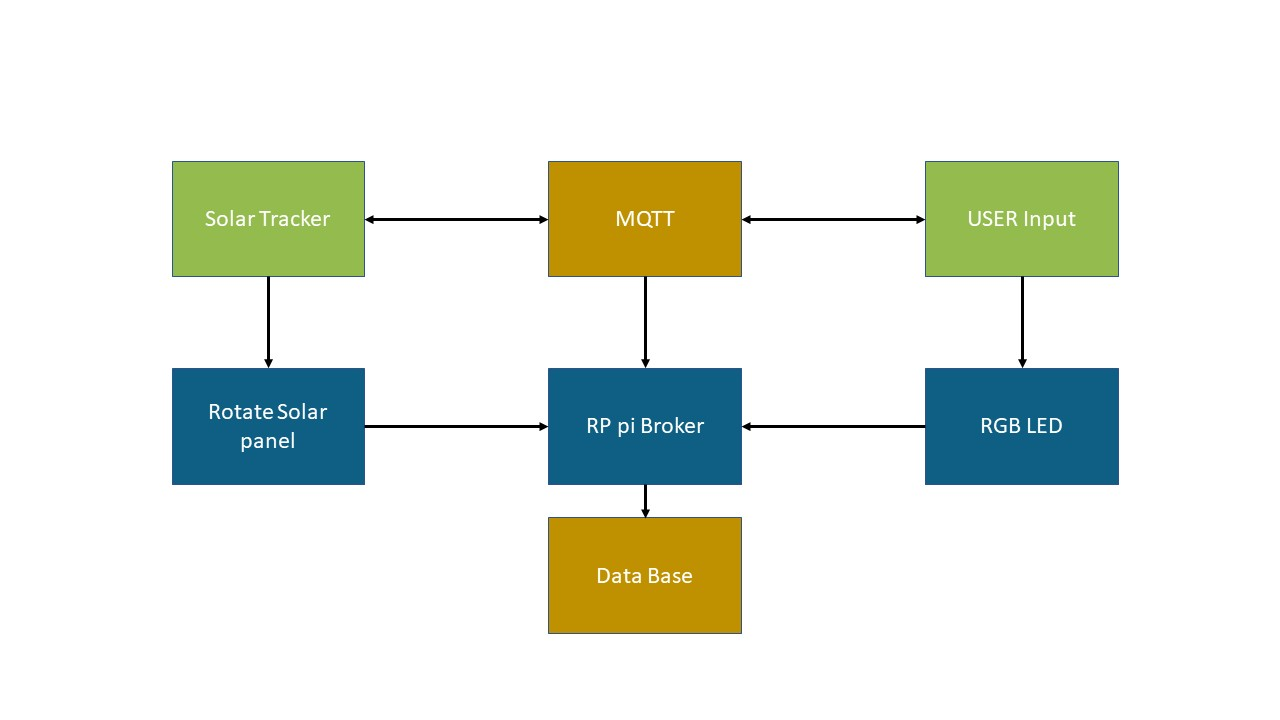 Solar Tracker
MQTT
USER Input
Rotate Solar
panel
RP pi Broker
RGB LED
Data Base